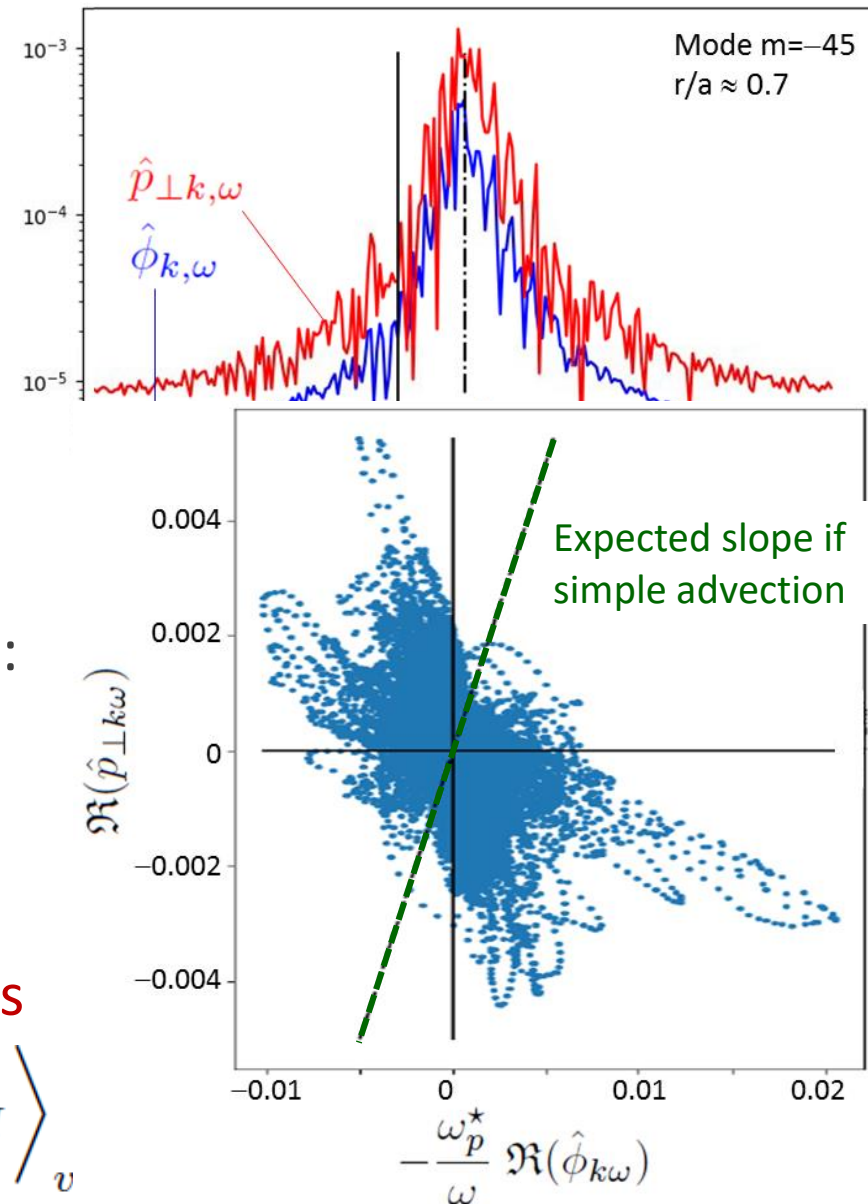 10⁻³
Mode m=−45
r/a ≈ 0.7
p̂⊥k,ω
10⁻⁴
ϕ̂k,ω
10⁻⁵
0.004
Expected slope if
simple advection
0.002
:
ℜ(p̂⊥kω)
0
−0.002
−0.004
s
⟩v
−0.01 0 0.01 0.02
− ω⋆p / ω ℜ(ϕ̂kω)